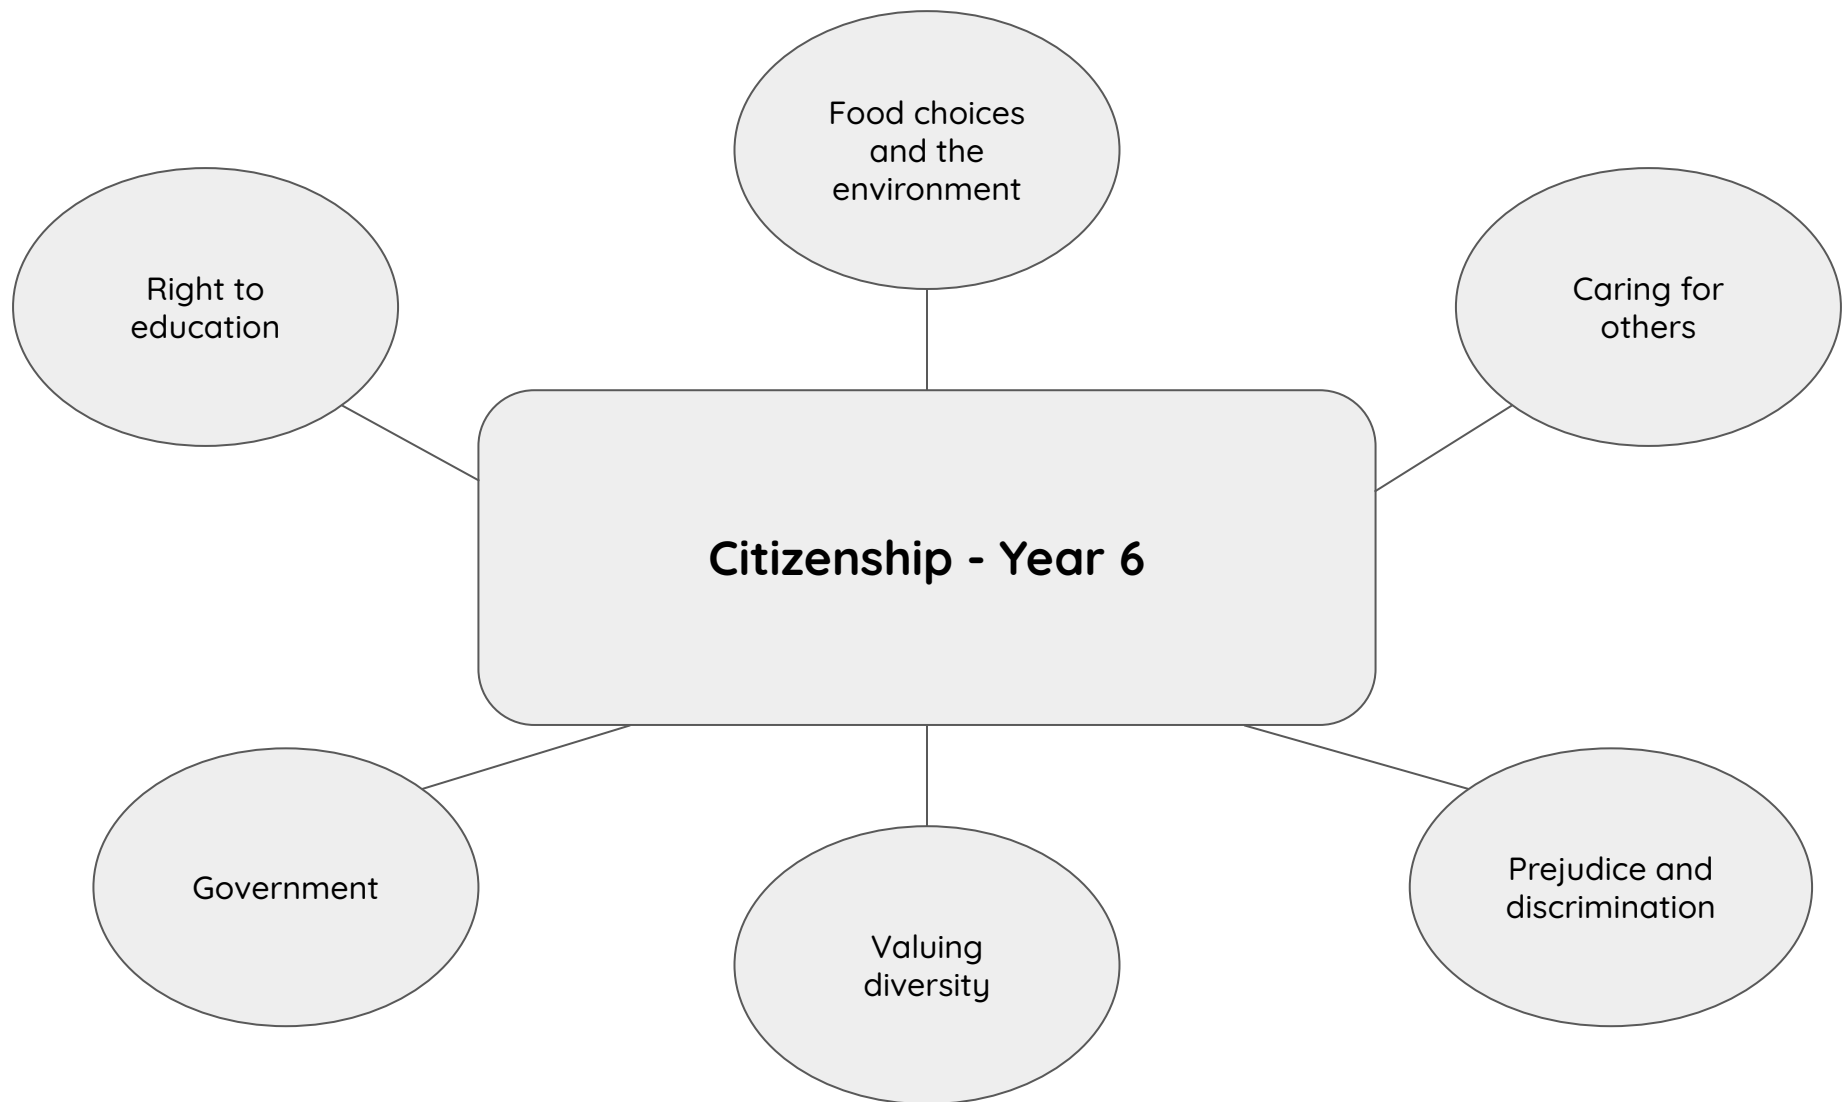 Food choices
and the
environment
Right to
education
Caring for
others
Citizenship - Year 6
Government
Valuing
diversity
Prejudice and
discrimination